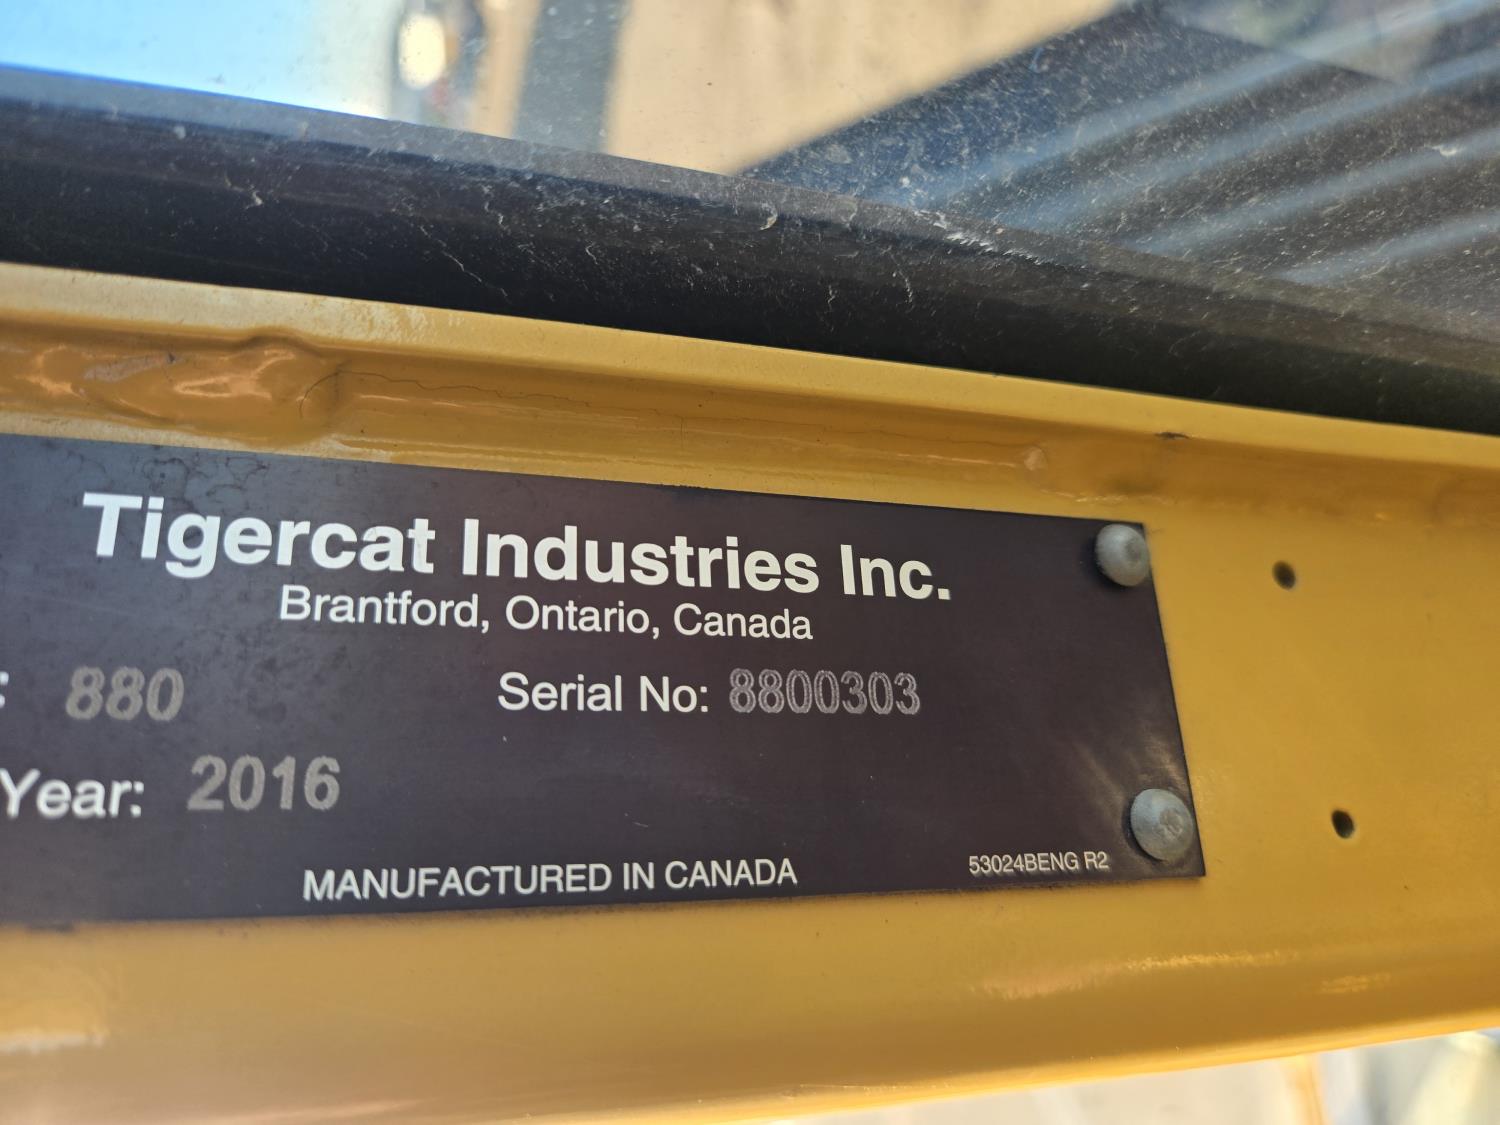 Tigercat Industries Inc.
Brantford, Ontario, Canada
: 880 Serial No: 8800303
Year: 2016
MANUFACTURED IN CANADA
53024BENG R2